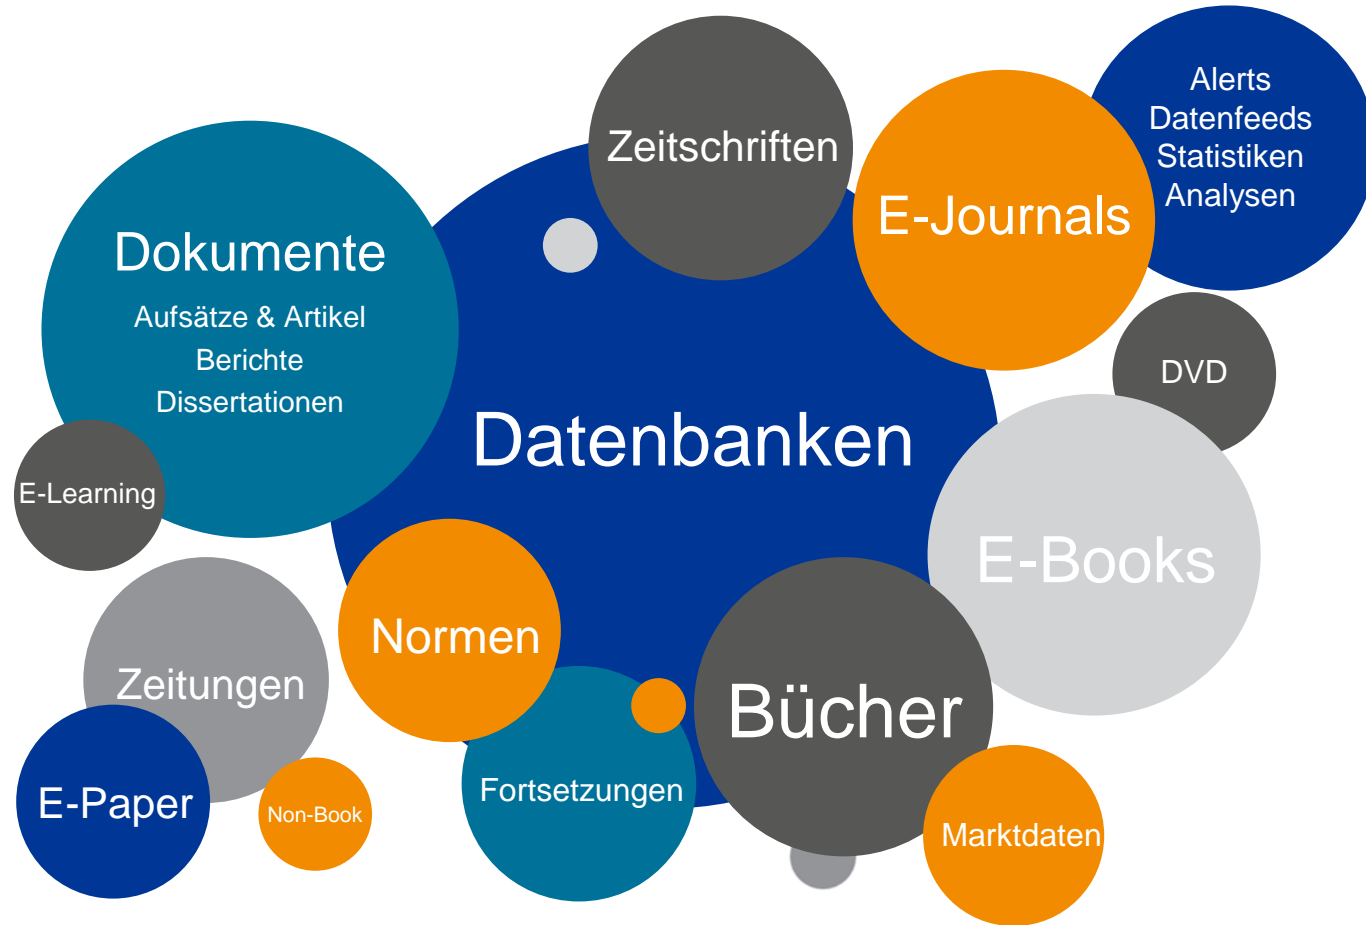 Zeitschriften
Alerts
Datenfeeds
Statistiken
Analysen
E-Journals
Dokumente
Aufsätze & Artikel
Berichte
Dissertationen
DVD
Datenbanken
E-Learning
E-Books
Normen
Zeitungen
Bücher
E-Paper
Non-Book
Fortsetzungen
Marktdaten